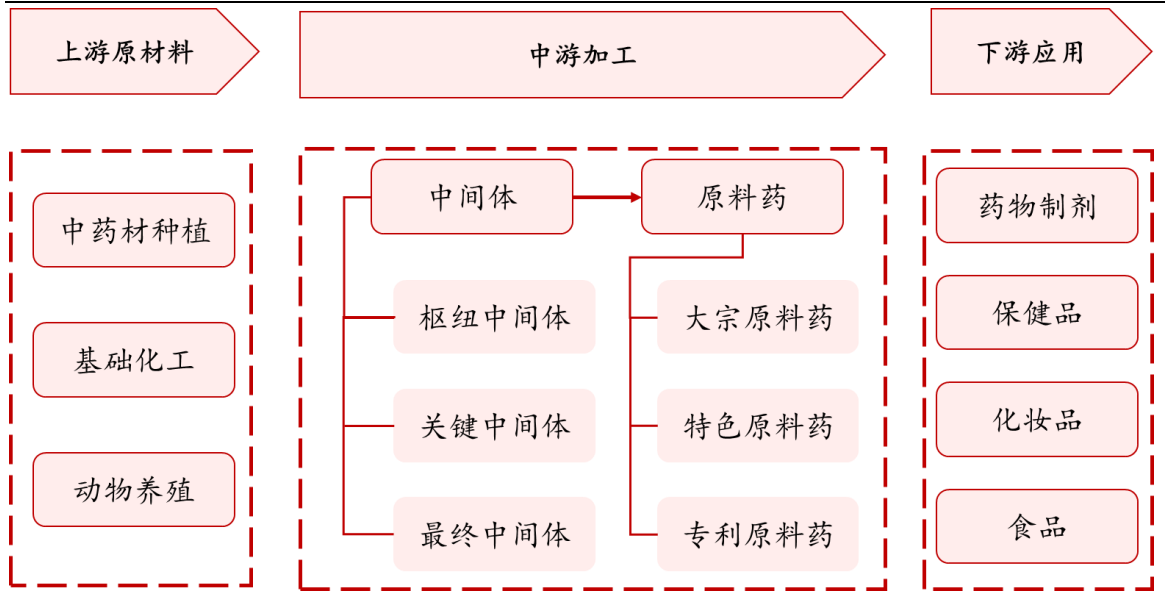 上游原材料
中游加工
下游应用
中药材种植
基础化工
动物养殖
中间体
原料药
枢纽中间体
大宗原料药
关键中间体
特色原料药
最终中间体
专利原料药
药物制剂
保健品
化妆品
食品